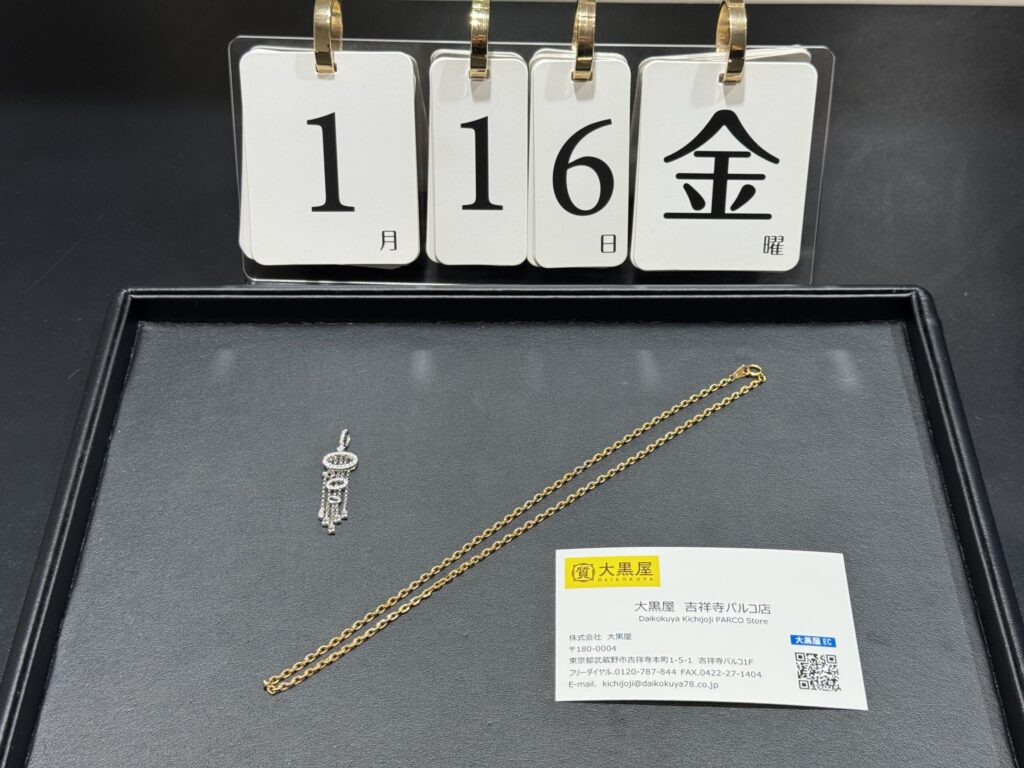 1 月
1 6 日
金 曜
質 大黒屋
DAIKOKUYA
大黒屋 吉祥寺パルコ店
Daikokuya Kichijoji PARCO Store
株式会社 大黒屋
〒180-0004
東京都武蔵野市吉祥寺本町1-5-1 吉祥寺パルコ1F
フリーダイヤル.0120-787-844 FAX.0422-27-1404
E-mail. kichijoji@daikokuya78.co.jp
大黒屋 EC